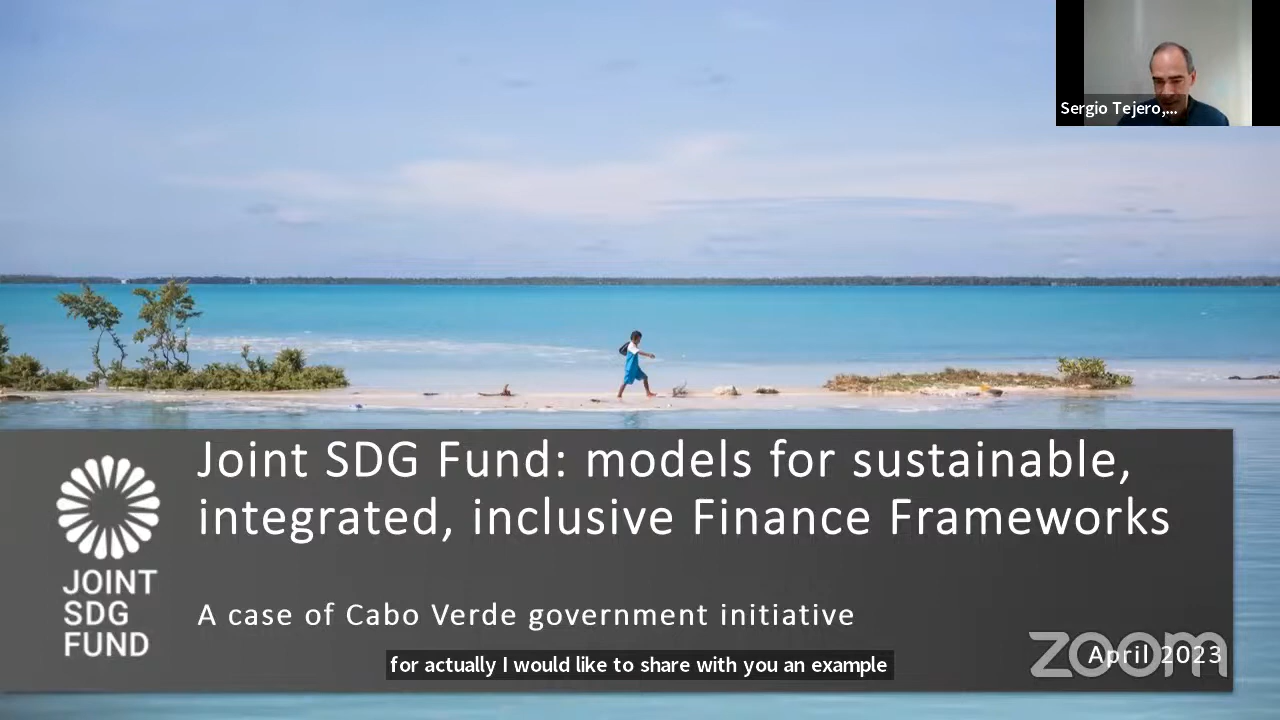 Sergio Tejero,...
Joint SDG Fund: models for sustainable,
integrated, inclusive Finance Frameworks
JOINT
SDG
FUND
A case of Cabo Verde government initiative
for actually I would like to share with you an example
zoom
April 2023